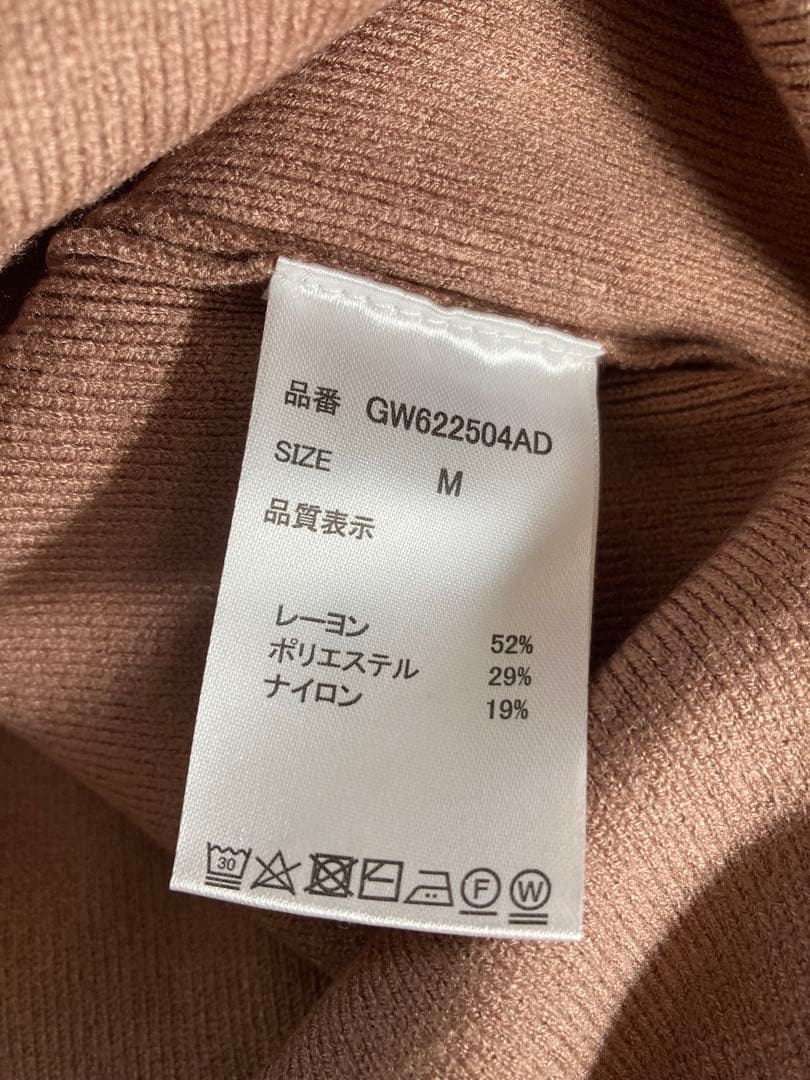 品番 GW622504AD
SIZE M
品質表示
レーヨン 52%
ポリエステル 29%
ナイロン 19%
30 F W